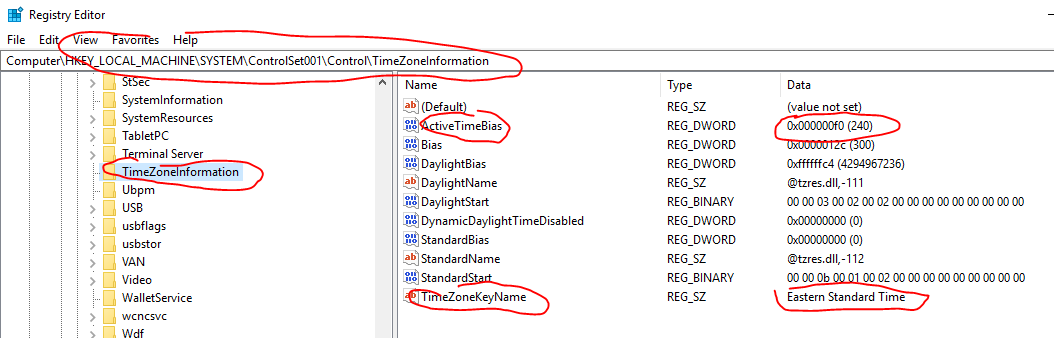 Registry Editor
File Edit View Favorites Help
Computer\HKEY_LOCAL_MACHINE\SYSTEM\ControlSet001\Control\TimeZoneInformation
StSec
SystemInformation
SystemResources
TabletPC
Terminal Server
TimeZoneInformation
Ubpm
USB
usbflags
usbstor
VAN
Video
WalletService
wcncsvc
Wdf
Name Type Data
(Default) REG_SZ (value not set)
ActiveTimeBias REG_DWORD 0x000000f0 (240)
Bias REG_DWORD 0x0000012c (300)
DaylightBias REG_DWORD 0xffffffc4 (4294967236)
DaylightName REG_SZ @tzres.dll,-111
DaylightStart REG_BINARY 00 00 03 00 02 00 02 00 00 00 00 00 00 00 00 00
DynamicDaylightTimeDisabled REG_DWORD 0x00000000 (0)
StandardBias REG_DWORD 0x00000000 (0)
StandardName REG_SZ @tzres.dll,-112
StandardStart REG_BINARY 00 00 0b 00 01 00 02 00 00 00 00 00 00 00 00 00
TimeZoneKeyName REG_SZ Eastern Standard Time